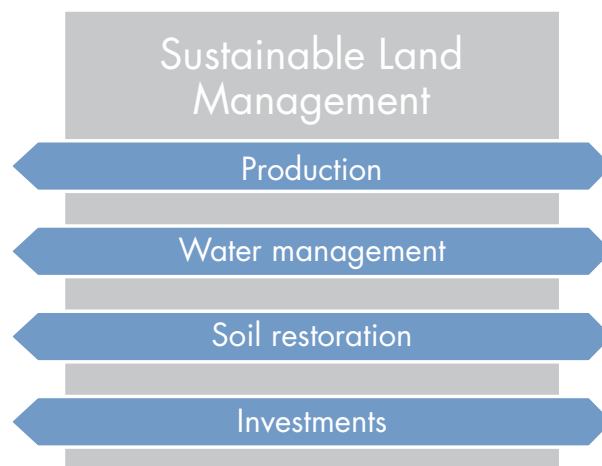 Sustainable Land
Management
Production
Water management
Soil restoration
Investments